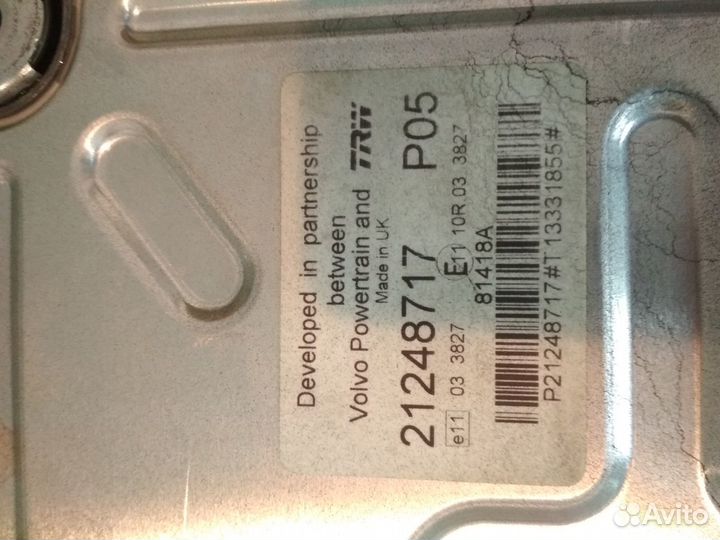 Developed in partnership
between
Volvo Powertrain and TRW
Made in UK
21248717 P05
e11 03 3827 E11 10R 03 3827
81418A
P21248717#T13331855#
Avito